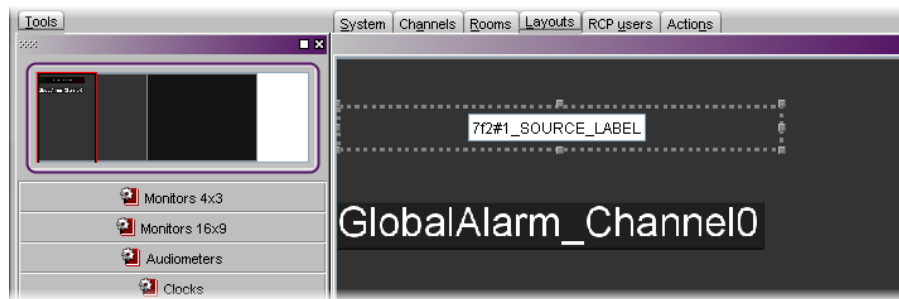 Tools
System Channels Rooms Layouts RCP users Actions
7f2#1_SOURCE_LABEL
Monitors 4x3
GlobalAlarm_Channel0
Monitors 16x9
Audiometers
Clocks